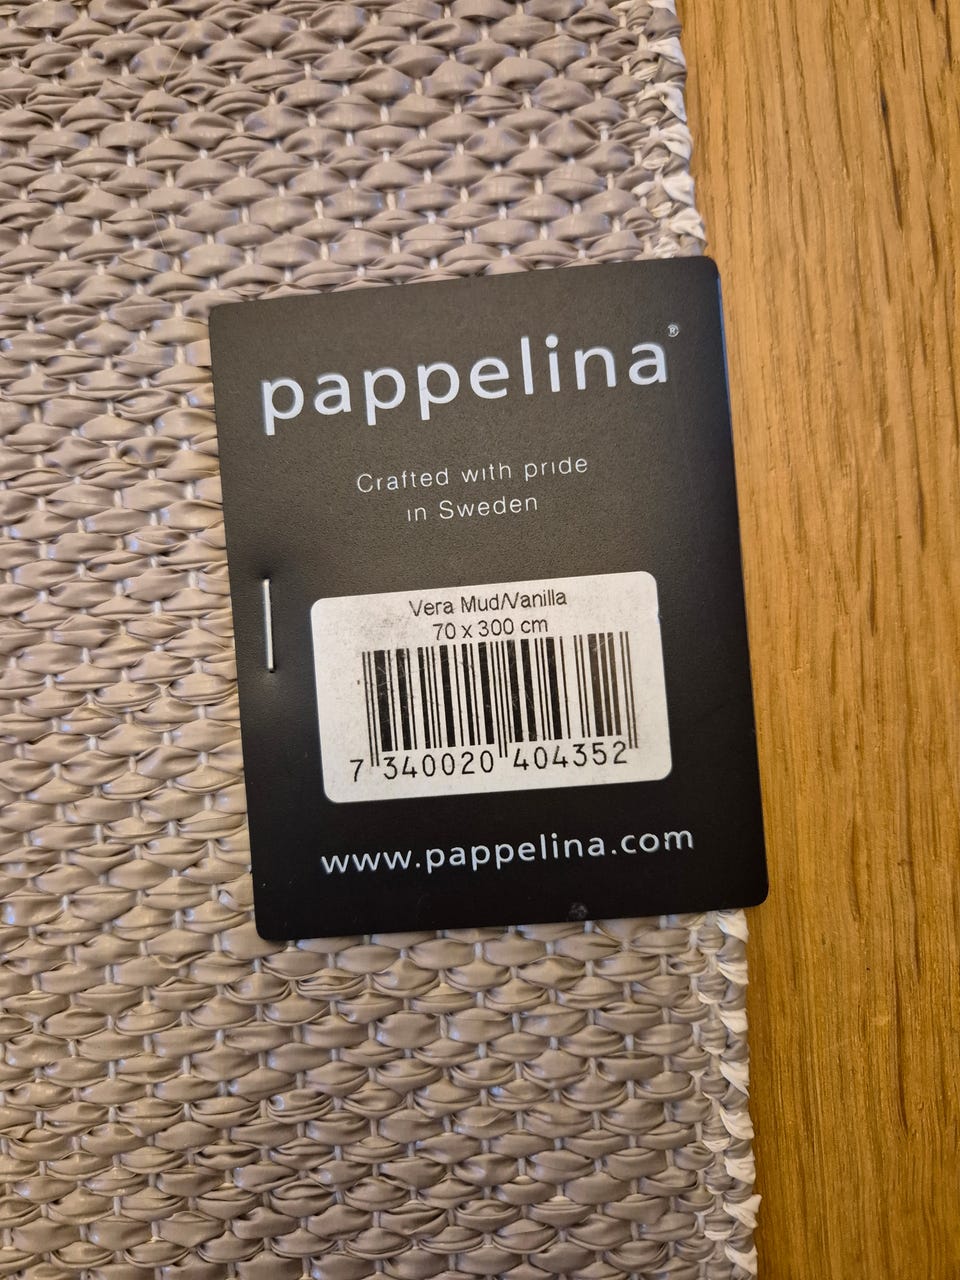 pappelina®
Crafted with pride
in Sweden
Vera Mud/Vanilla
70 x 300 cm
7 340020 404352
www.pappelina.com